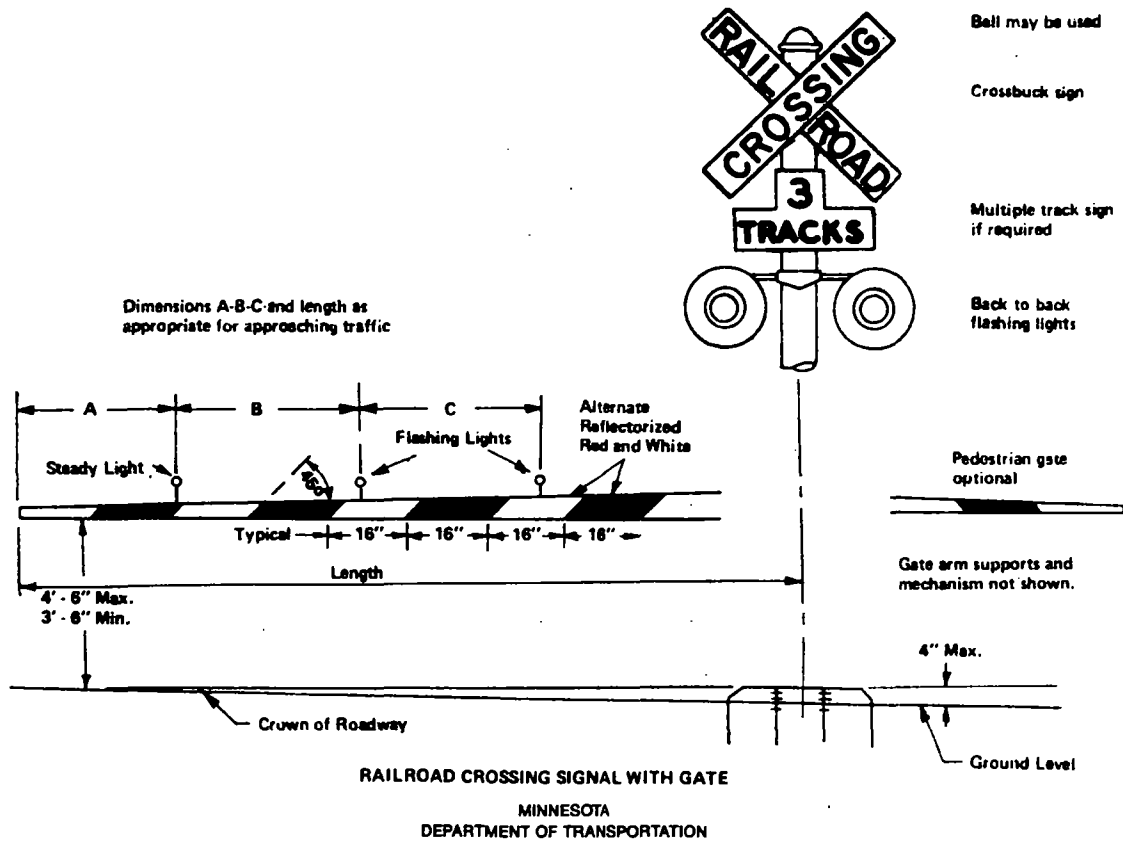 Bell may be used
RAIL ROAD
CROSSING
Crossbuck sign
3
TRACKS
Multiple track sign
if required
Back to back
flashing lights
Dimensions A-B-C and length as
appropriate for approaching traffic
A
B
C
Alternate
Reflectorized
Red and White
Flashing Lights
Steady Light
45°
Pedestrian gate
optional
Typical
16"
16"
16"
16"
Length
Gate arm supports and
mechanism not shown.
4' - 6" Max.
3' - 6" Min.
4" Max.
Crown of Roadway
Ground Level
RAILROAD CROSSING SIGNAL WITH GATE
MINNESOTA
DEPARTMENT OF TRANSPORTATION